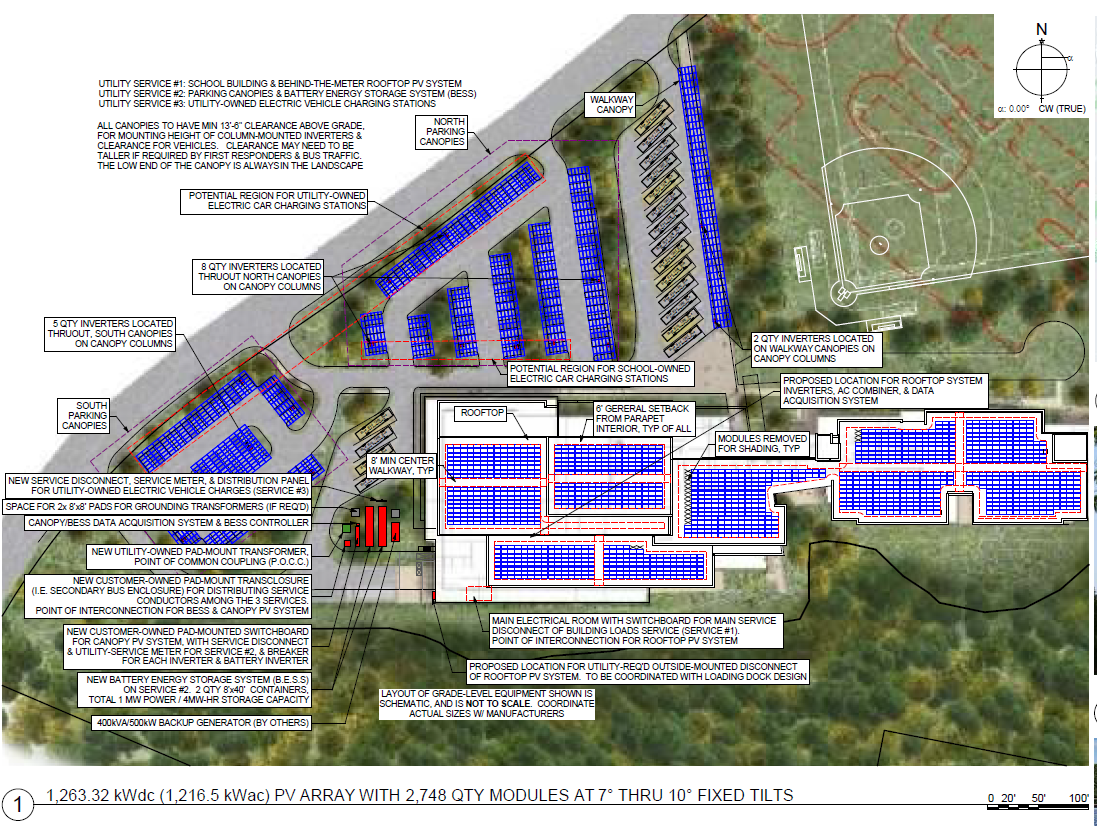 N
α
α: 0.00°   CW (TRUE)
UTILITY SERVICE #1: SCHOOL BUILDING & BEHIND-THE-METER ROOFTOP PV SYSTEM
UTILITY SERVICE #2: PARKING CANOPIES & BATTERY ENERGY STORAGE SYSTEM (BESS)
UTILITY SERVICE #3: UTILITY-OWNED ELECTRIC VEHICLE CHARGING STATIONS
ALL CANOPIES TO HAVE MIN 13'-6" CLEARANCE ABOVE GRADE,
FOR MOUNTING HEIGHT OF COLUMN-MOUNTED INVERTERS &
CLEARANCE FOR VEHICLES.   CLEARANCE MAY NEED TO BE
TALLER IF REQUIRED BY FIRST RESPONDERS & BUS TRAFFIC.
THE LOW END OF THE CANOPY IS ALWAYS IN THE LANDSCAPE
WALKWAY
CANOPY
NORTH
PARKING
CANOPIES
POTENTIAL REGION FOR UTILITY-OWNED
ELECTRIC CAR CHARGING STATIONS
8 QTY INVERTERS LOCATED
THRUOUT NORTH CANOPIES
ON CANOPY COLUMNS
5 QTY INVERTERS LOCATED
THRUOUT, SOUTH CANOPIES
ON CANOPY COLUMNS
2 QTY INVERTERS LOCATED
ON WALKWAY CANOPIES ON
CANOPY COLUMNS
POTENTIAL REGION FOR SCHOOL-OWNED
ELECTRIC CAR CHARGING STATIONS
PROPOSED LOCATION FOR ROOFTOP SYSTEM
INVERTERS, AC COMBINER, & DATA
ACQUISITION SYSTEM
SOUTH
PARKING
CANOPIES
ROOFTOP
6' GERERAL SETBACK
FROM PARAPET
INTERIOR, TYP OF ALL
MODULES REMOVED
FOR SHADING, TYP
8' MIN CENTER
WALKWAY, TYP
NEW SERVICE DISCONNECT, SERVICE METER, & DISTRIBUTION PANEL
FOR UTILITY-OWNED ELECTRIC VEHICLE CHARGES (SERVICE #3)
SPACE FOR 2x 8'x8' PADS FOR GROUNDING TRANSFORMERS (IF REQ'D)
CANOPY/BESS DATA ACQUISITION SYSTEM & BESS CONTROLLER
NEW UTILITY-OWNED PAD-MOUNT TRANSFORMER,
POINT OF COMMON COUPLING (P.O.C.C.)
NEW CUSTOMER-OWNED PAD-MOUNT TRANSCLOSURE
(I.E. SECONDARY BUS ENCLOSURE) FOR DISTRIBUTING SERVICE
CONDUCTORS AMONG THE 3 SERVICES.
POINT OF INTERCONNECTION FOR BESS & CANOPY PV SYSTEM
NEW CUSTOMER-OWNED PAD-MOUNTED SWITCHBOARD
FOR CANOPY PV SYSTEM, WITH SERVICE DISCONNECT
& UTILITY-SERVICE METER FOR SERVICE #2, & BREAKER
FOR EACH INVERTER & BATTERY INVERTER
NEW BATTERY ENERGY STORAGE SYSTEM (B.E.S.S)
ON SERVICE #2.  2 QTY 8'x40'  CONTAINERS,
TOTAL 1 MW POWER / 4MW-HR STORAGE CAPACITY
400kVA/500kW BACKUP GENERATOR (BY OTHERS)
MAIN ELECTRICAL ROOM WITH SWITCHBOARD FOR MAIN SERVICE
DISCONNECT OF BUILDING LOADS SERVICE (SERVICE #1).
POINT OF INTERCONNECTION FOR ROOFTOP PV SYSTEM
PROPOSED LOCATION FOR UTILITY-REQ'D OUTSIDE-MOUNTED DISCONNECT
OF ROOFTOP PV SYSTEM.  TO BE COORDINATED WITH LOADING DOCK DESIGN
LAYOUT OF GRADE-LEVEL EQUIPMENT SHOWN IS
SCHEMATIC, AND IS NOT TO SCALE.  COORDINATE
ACTUAL SIZES W/ MANUFACTURERS
1
1,263.32 kWdc (1,216.5 kWac) PV ARRAY WITH 2,748 QTY MODULES AT 7° THRU 10° FIXED TILTS
0   20'   50'   100'